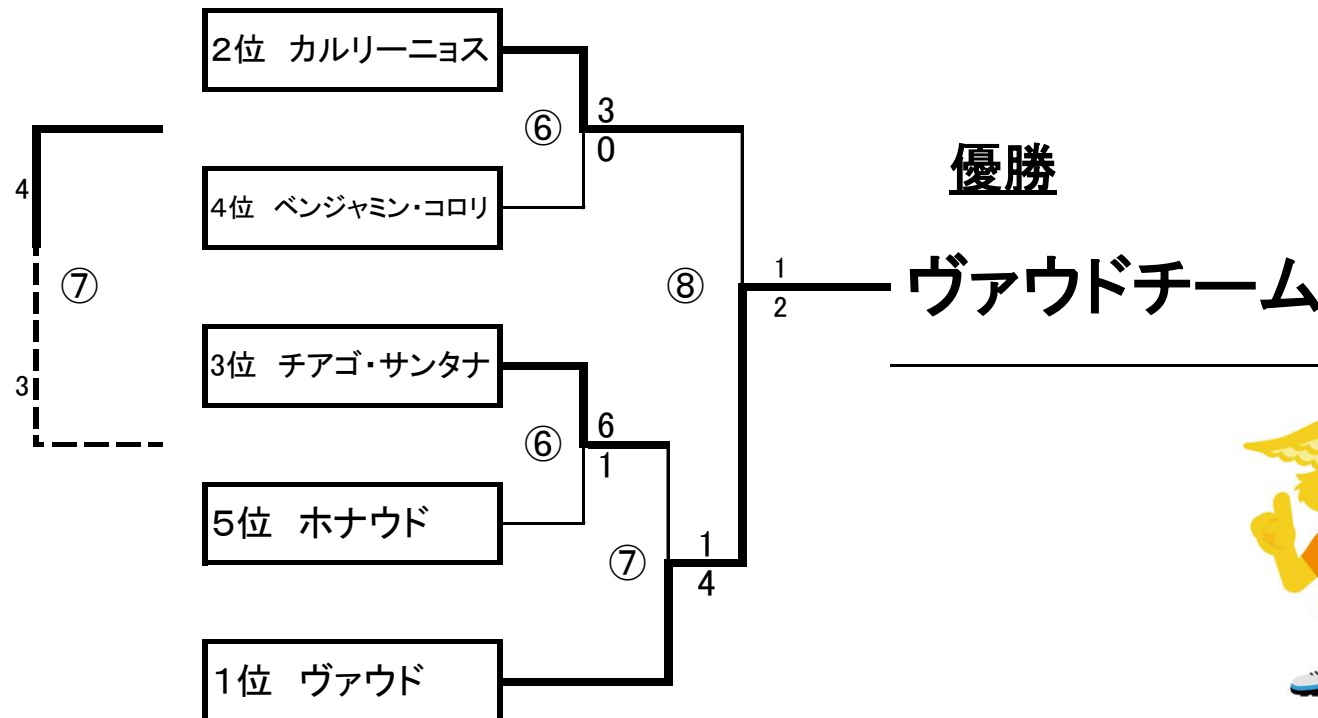 ２位 カルリーニョス
3
⑥
0
優勝
4
４位 ベンジャミン・コロリ
⑦
⑧
1
2
ヴァウドチーム
3位 チアゴ・サンタナ
3
6
⑥
1
５位 ホナウド
1
⑦
4
１位 ヴァウド